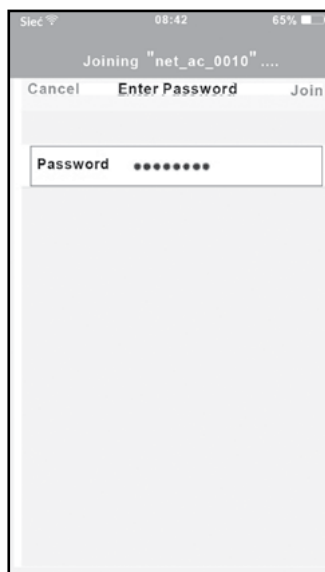 Sieć 08:42 65%
Joining "net_ac_0010"....
Cancel Enter Password Join
Password ●●●●●●●●